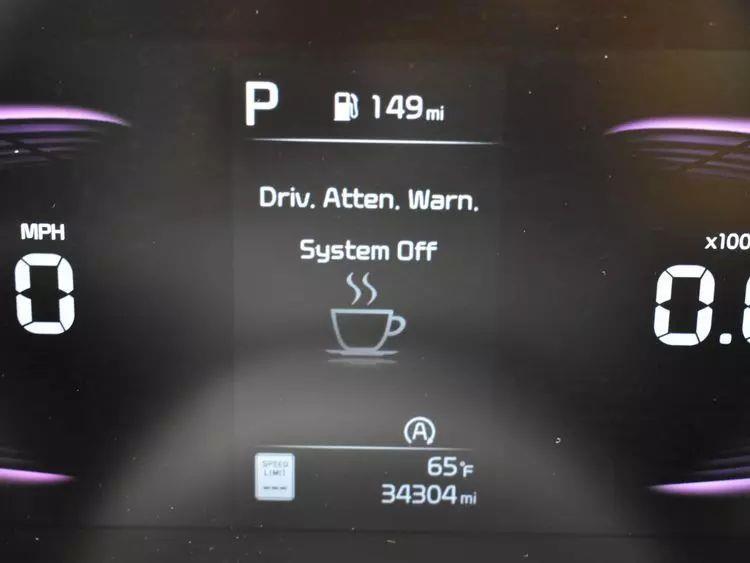 P 149 mi
Driv. Atten. Warn.
System Off
MPH
0
x100
0.
A
SPEED
LIMIT
---
65°F
34304 mi